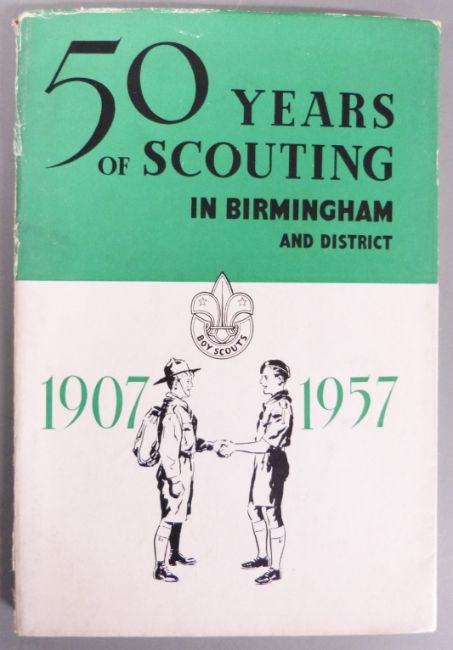 50 YEARS
OF SCOUTING
IN BIRMINGHAM
AND DISTRICT
BOY SCOUTS
1907 1957